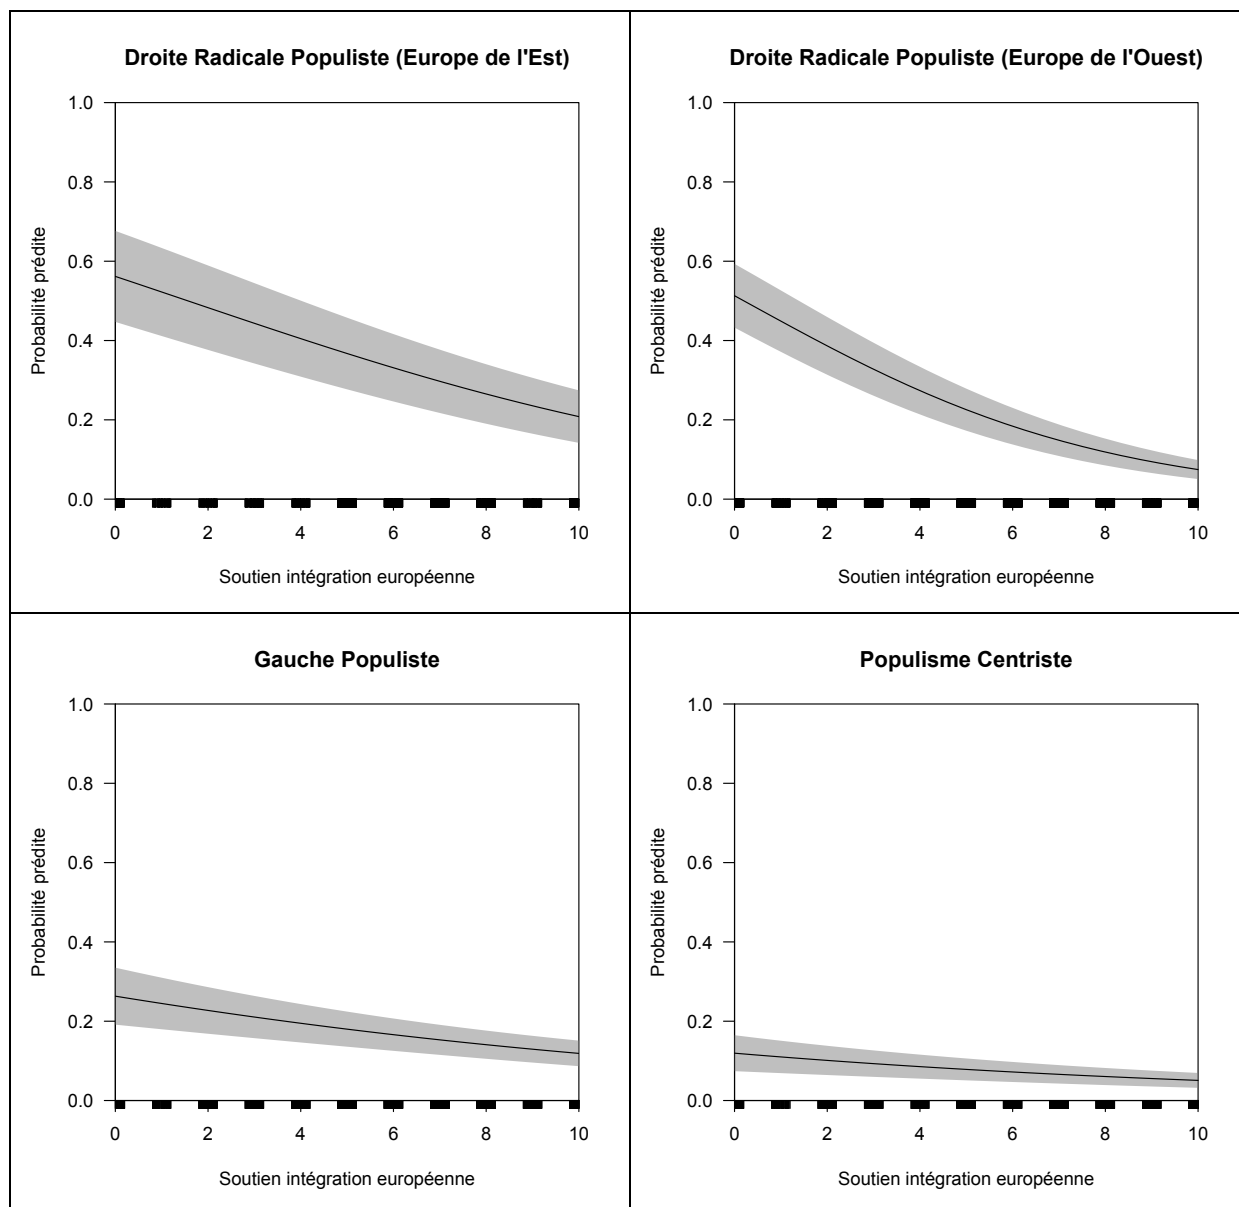 Droite Radicale Populiste (Europe de l'Est)
Probabilité prédite
1.0
0.8
0.6
0.4
0.2
0.0
0 2 4 6 8 10
Soutien intégration européenne
Droite Radicale Populiste (Europe de l'Ouest)
Probabilité prédite
1.0
0.8
0.6
0.4
0.2
0.0
0 2 4 6 8 10
Soutien intégration européenne
Gauche Populiste
Probabilité prédite
1.0
0.8
0.6
0.4
0.2
0.0
0 2 4 6 8 10
Soutien intégration européenne
Populisme Centriste
Probabilité prédite
1.0
0.8
0.6
0.4
0.2
0.0
0 2 4 6 8 10
Soutien intégration européenne